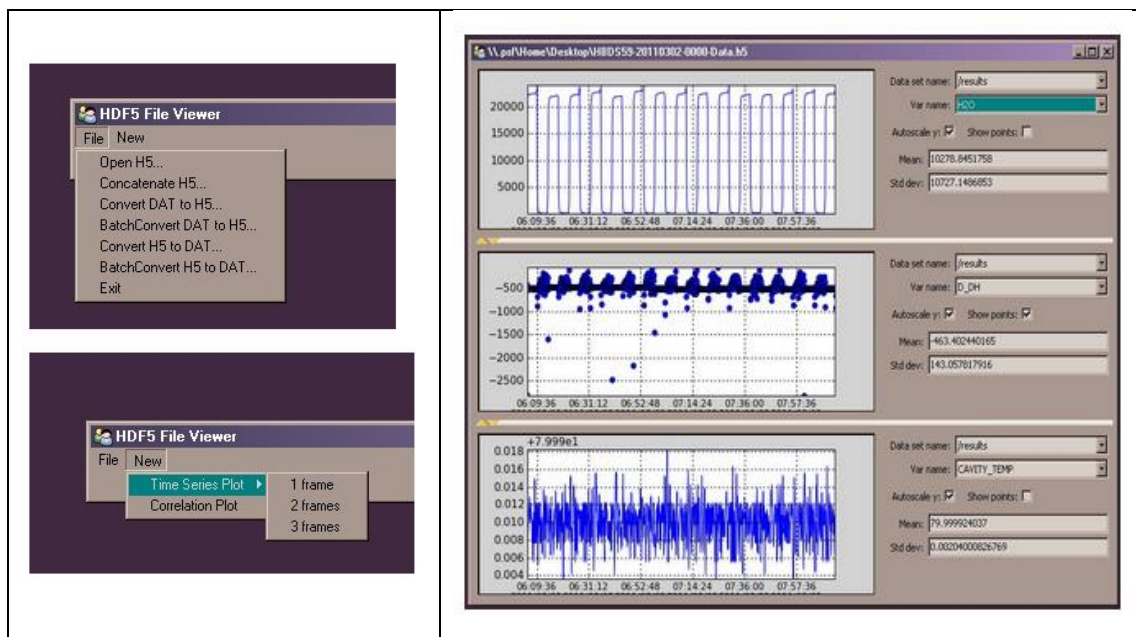 HDF5 File Viewer
File New
Open H5...
Concatenate H5...
Convert DAT to H5...
BatchConvert DAT to H5...
Convert H5 to DAT...
BatchConvert H5 to DAT...
Exit
HDF5 File Viewer
File New
Time Series Plot 1 frame
Correlation Plot 2 frames
3 frames
\\.psf\Home\Desktop\HBDS59-20110302-0000-Data.h5
20000
15000
10000
5000
06:09:36 06:31:12 06:52:48 07:14:24 07:36:00 07:57:36
Data set name: /results
Var name: H2O
Autoscale y: Show points:
Mean: 10278.8451758
Std dev: 10727.1486853
−500
−1000
−1500
−2000
−2500
06:09:36 06:31:12 06:52:48 07:14:24 07:36:00 07:57:36
Data set name: /results
Var name: D_DH
Autoscale y: Show points:
Mean: -463.402440165
Std dev: 143.057817916
+7.999e1
0.018
0.016
0.014
0.012
0.010
0.008
0.006
0.004
06:09:36 06:31:12 06:52:48 07:14:24 07:36:00 07:57:36
Data set name: /results
Var name: CAVITY_TEMP
Autoscale y: Show points:
Mean: 79.999924037
Std dev: 0.00204000826769